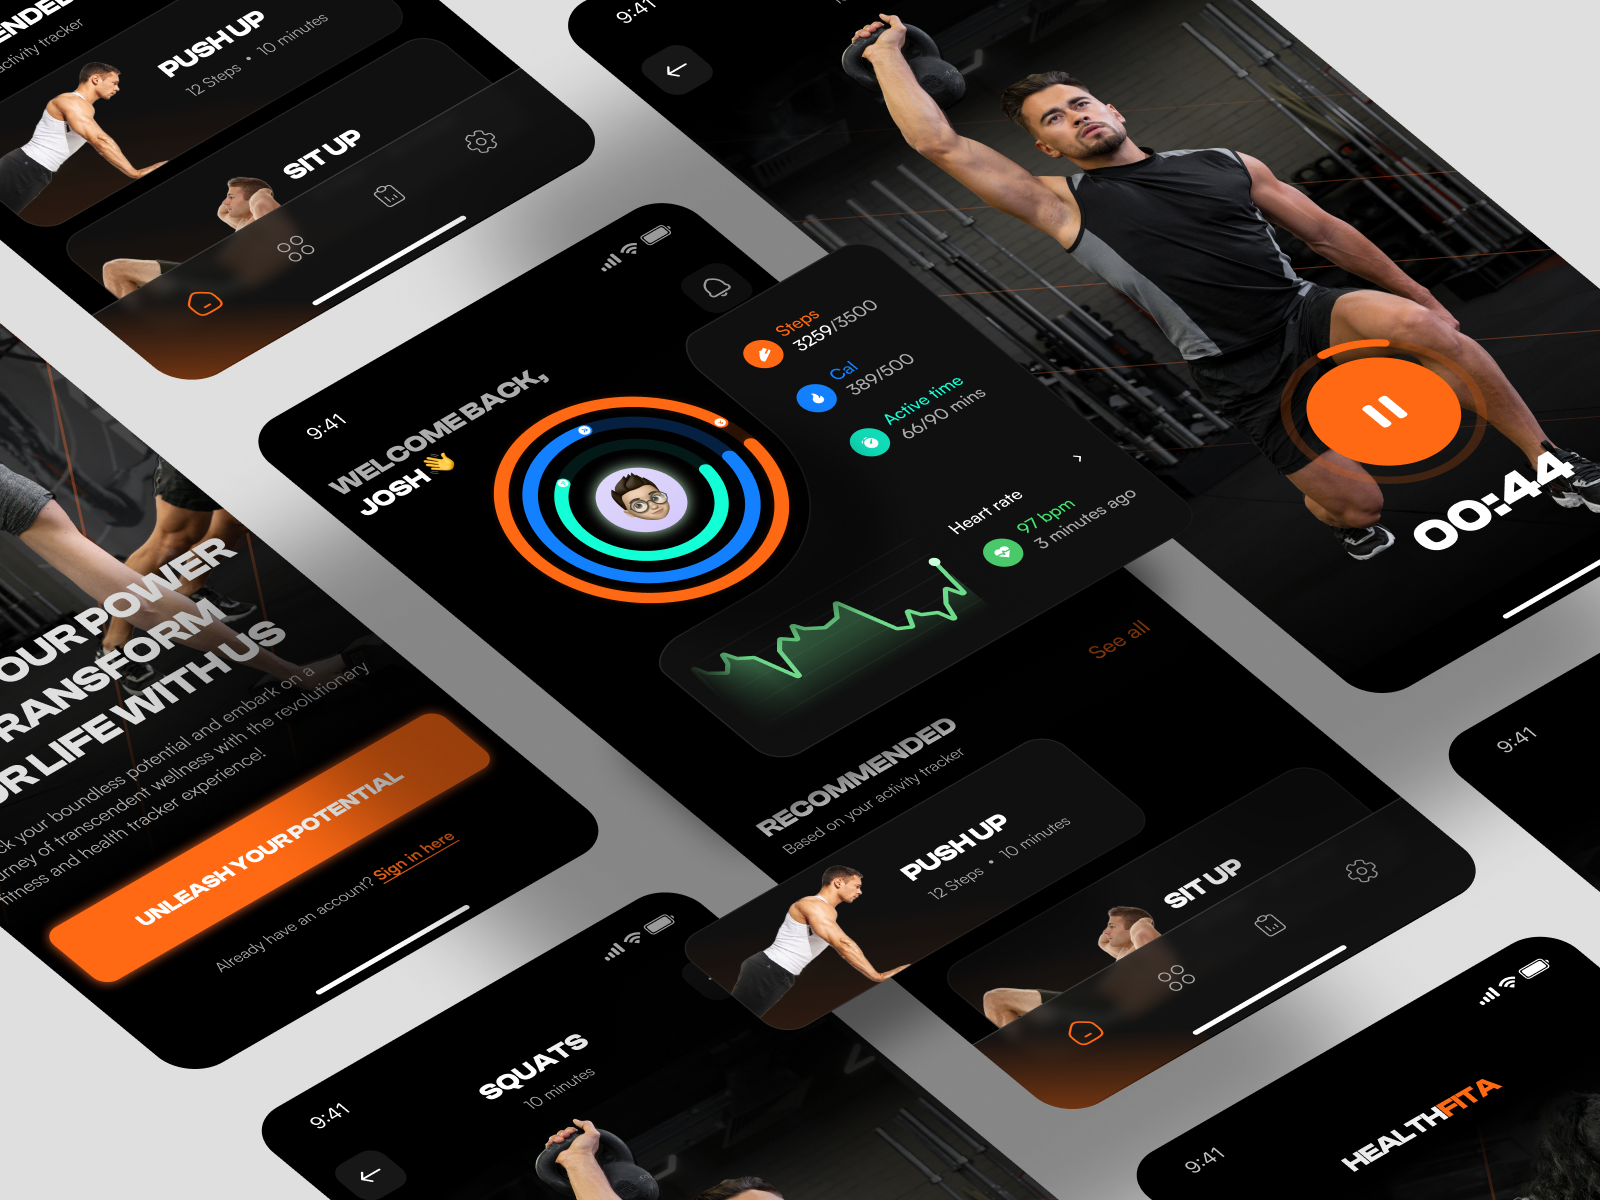 ENDED
activity tracker
PUSH UP
12 Steps • 10 minutes
SIT UP
9:41
00:44
9:41
WELCOME BACK,
JOSH 👋
Steps
3259/3500
Cal
389/500
Active time
66/90 mins
Heart rate
97 bpm
3 minutes ago
See all
RECOMMENDED
Based on your activity tracker
PUSH UP
12 Steps • 10 minutes
SIT UP
OUR POWER
RANSFORM
R LIFE WITH US
ck your boundless potential and embark on a
urney of transcendent wellness with the revolutionary
fitness and health tracker experience!.
UNLEASH YOUR POTENTIAL
Already have an account? Sign in here
9:41
SQUATS
10 minutes
9:41
9:41
HEALTHFITA